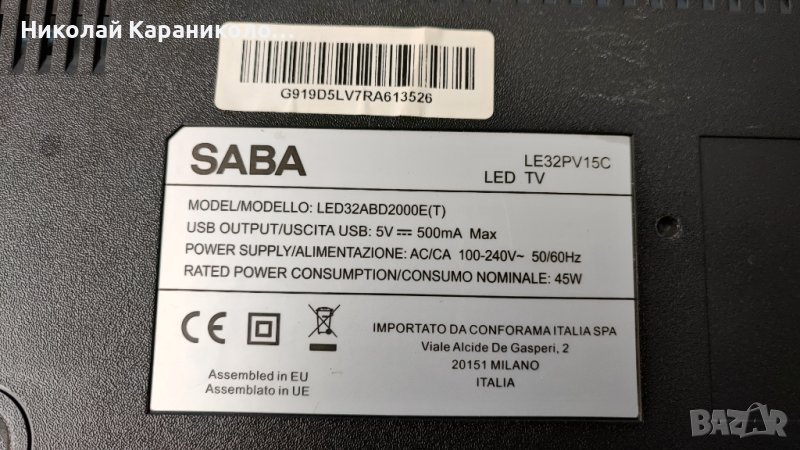 Николай Караниколо…
G919D5LV7RA613526
SABA
LE32PV15C
LED TV
MODEL/MODELLO: LED32ABD2000E(T)
USB OUTPUT/USCITA USB: 5V⎓ 500mA Max
POWER SUPPLY/ALIMENTAZIONE: AC/CA 100-240V~ 50/60Hz
RATED POWER CONSUMPTION/CONSUMO NOMINALE: 45W
CE
IMPORTATO DA CONFORAMA ITALIA SPA
Viale Alcide De Gasperi, 2
20151 MILANO
ITALIA
Assembled in EU
Assemblato in UE
BAZAR